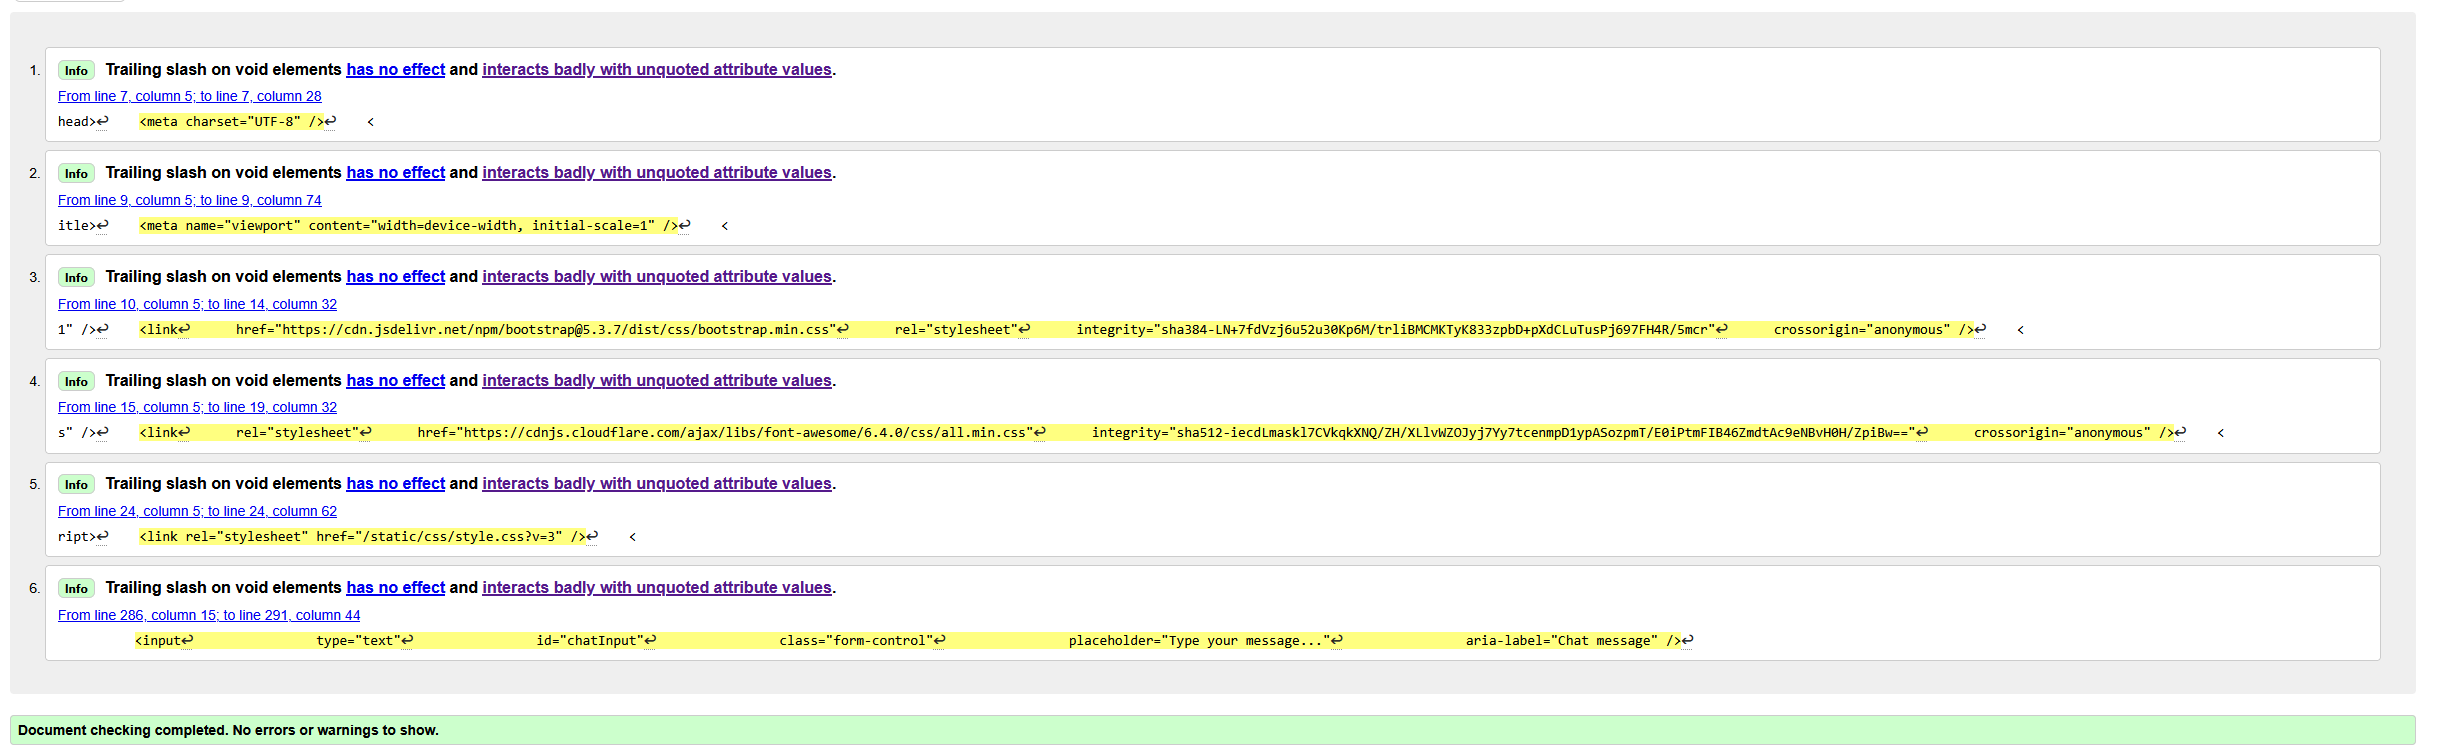 1. Info Trailing slash on void elements has no effect and interacts badly with unquoted attribute values.
From line 7, column 5; to line 7, column 28
head>↩    <meta charset="UTF-8" />↩    <
2. Info Trailing slash on void elements has no effect and interacts badly with unquoted attribute values.
From line 9, column 5; to line 9, column 74
itle>↩    <meta name="viewport" content="width=device-width, initial-scale=1" />↩    <
3. Info Trailing slash on void elements has no effect and interacts badly with unquoted attribute values.
From line 10, column 5; to line 14, column 32
1" />↩    <link↩      href="https://cdn.jsdelivr.net/npm/bootstrap@5.3.7/dist/css/bootstrap.min.css"↩      rel="stylesheet"↩      integrity="sha384-LN+7fdVzj6u52u30Kp6M/trliBMCMKTyK833zpbD+pXdCLuTusPj697FH4R/5mcr"↩      crossorigin="anonymous" />↩    <
4. Info Trailing slash on void elements has no effect and interacts badly with unquoted attribute values.
From line 15, column 5; to line 19, column 32
s" />↩    <link↩      rel="stylesheet"↩      href="https://cdnjs.cloudflare.com/ajax/libs/font-awesome/6.4.0/css/all.min.css"↩      integrity="sha512-iecdLmaskl7CVkqkXNQ/ZH/XLlvWZOJyj7Yy7tcenmpD1ypASozpmT/E0iPtmFIB46ZmdtAc9eNBvH0H/ZpiBw=="↩      crossorigin="anonymous" />↩    <
5. Info Trailing slash on void elements has no effect and interacts badly with unquoted attribute values.
From line 24, column 5; to line 24, column 62
ript>↩    <link rel="stylesheet" href="/static/css/style.css?v=3" />↩    <
6. Info Trailing slash on void elements has no effect and interacts badly with unquoted attribute values.
From line 286, column 15; to line 291, column 44
<input↩                type="text"↩                id="chatInput"↩                class="form-control"↩                placeholder="Type your message..."↩                aria-label="Chat message" />↩
Document checking completed. No errors or warnings to show.